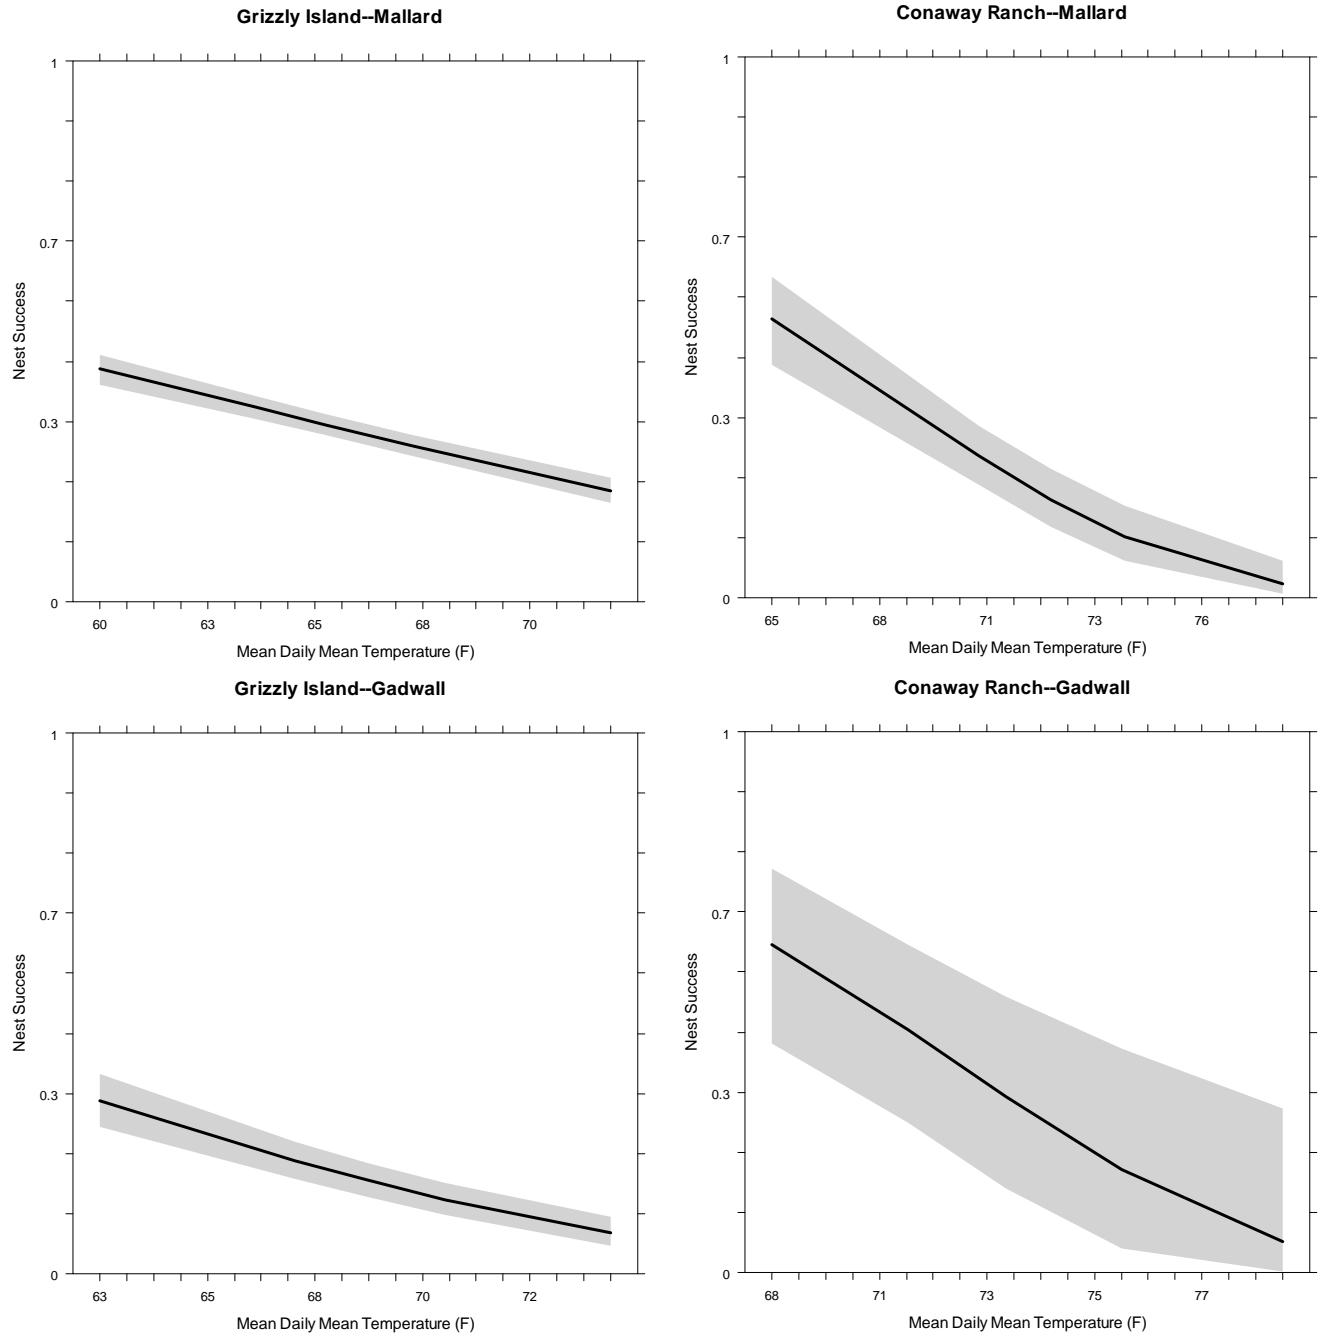 Grizzly Island--Mallard
1
0.7
0.3
0
Nest Success
60 63 65 68 70
Mean Daily Mean Temperature (F)
Conaway Ranch--Mallard
1
0.7
0.3
0
Nest Success
65 68 71 73 76
Mean Daily Mean Temperature (F)
Grizzly Island--Gadwall
1
0.7
0.3
0
Nest Success
63 65 68 70 72
Mean Daily Mean Temperature (F)
Conaway Ranch--Gadwall
1
0.7
0.3
0
Nest Success
68 71 73 75 77
Mean Daily Mean Temperature (F)